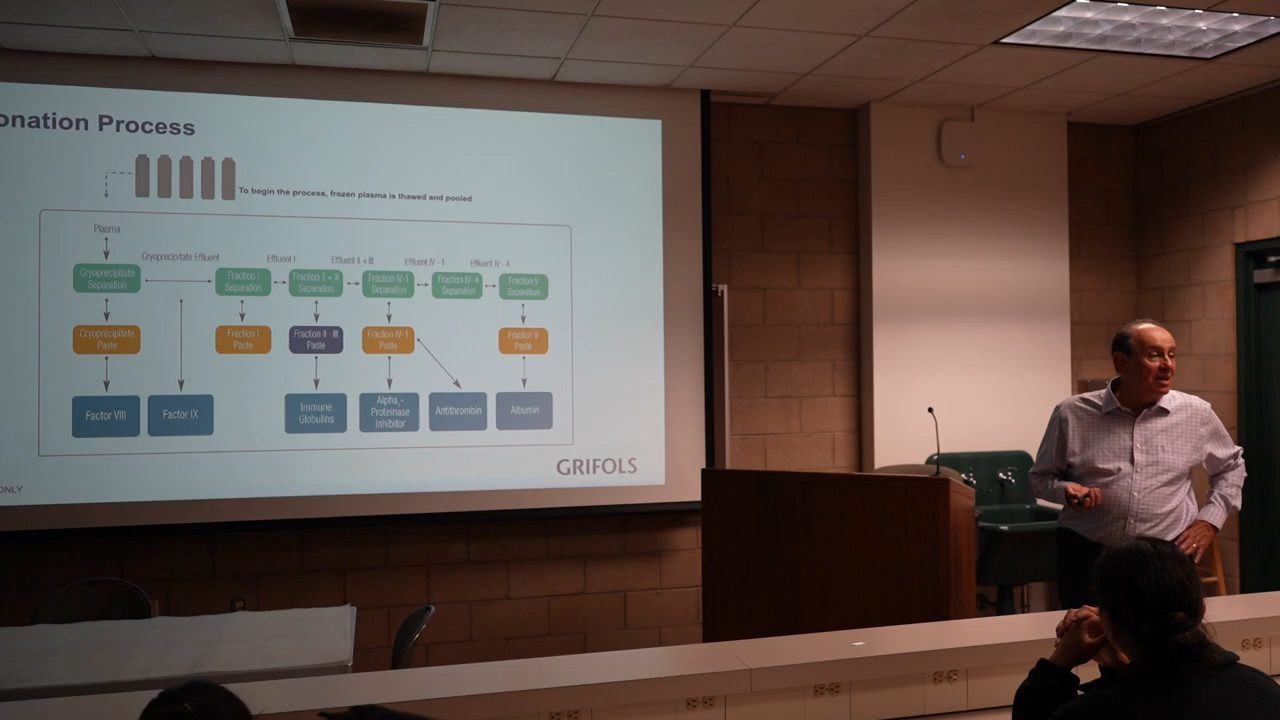 onation Process
To begin the process, frozen plasma is thawed and pooled
Plasma
Cryoprecipitate Effluent
Effluent I
Effluent II + III
Effluent IV - 1
Effluent IV - 4
Cryoprecipitate
Separation
Fraction I
Separation
Fraction II + III
Separation
Fraction IV-1
Separation
Fraction IV-4
Separation
Fraction V
Separation
Cryoprecipitate
Paste
Fraction I
Paste
Fraction II - III
Paste
Fraction IV-1
Paste
Fraction V
Paste
Factor VIII
Factor IX
Immune
Globulins
Alpha₁-
Proteinase
Inhibitor
Antithrombin
Albumin
GRIFOLS
ONLY